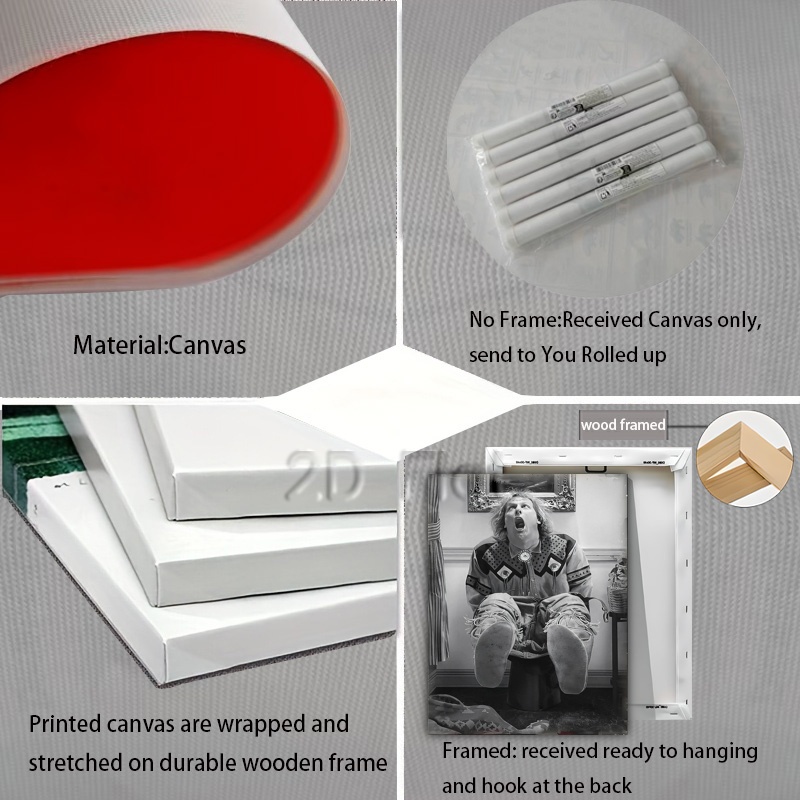 Material:Canvas
No Frame:Received Canvas only,
send to You Rolled up
wood framed
2D
Printed canvas are wrapped and
stretched on durable wooden frame
Framed: received ready to hanging
and hook at the back